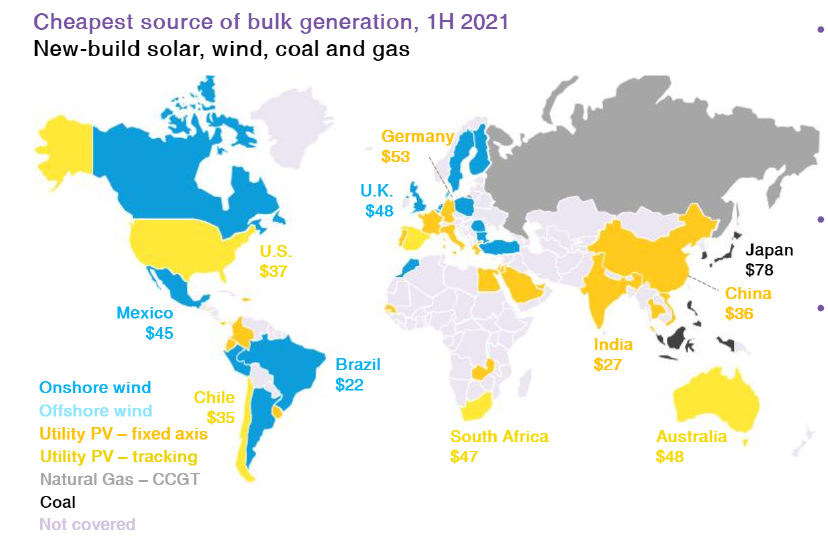 Cheapest source of bulk generation, 1H 2021
New-build solar, wind, coal and gas
Germany
$53
U.K.
$48
U.S.
$37
Japan
$78
China
$36
Mexico
$45
India
$27
Brazil
$22
Chile
$35
South Africa
$47
Australia
$48
Onshore wind
Offshore wind
Utility PV – fixed axis
Utility PV – tracking
Natural Gas – CCGT
Coal
Not covered